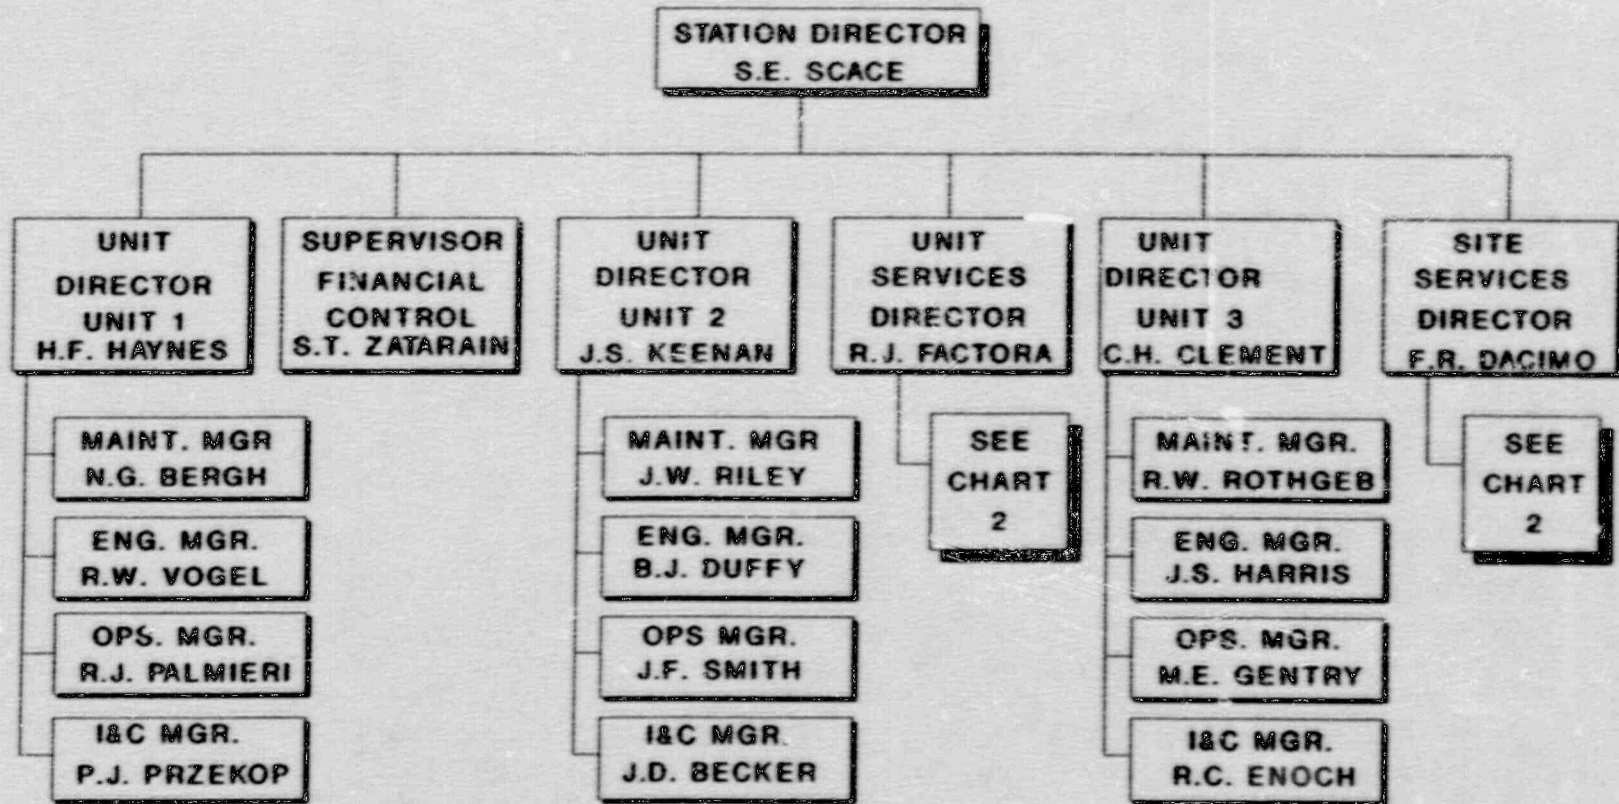 STATION DIRECTOR
S.E. SCACE
UNIT
DIRECTOR
UNIT 1
H.F. HAYNES
SUPERVISOR
FINANCIAL
CONTROL
S.T. ZATARAIN
UNIT
DIRECTOR
UNIT 2
J.S. KEENAN
UNIT
SERVICES
DIRECTOR
R.J. FACTORA
UNIT
DIRECTOR
UNIT 3
C.H. CLEMENT
SITE
SERVICES
DIRECTOR
F.R. DACIMO
MAINT. MGR
N.G. BERGH
ENG. MGR.
R.W. VOGEL
OPS. MGR.
R.J. PALMIERI
I&C MGR.
P.J. PRZEKOP
MAINT. MGR
J.W. RILEY
ENG. MGR.
B.J. DUFFY
OPS MGR.
J.F. SMITH
I&C MGR.
J.D. BECKER
SEE
CHART
2
MAINT. MGR.
R.W. ROTHGEB
ENG. MGR.
J.S. HARRIS
OPS. MGR.
M.E. GENTRY
I&C MGR.
R.C. ENOCH
SEE
CHART
2